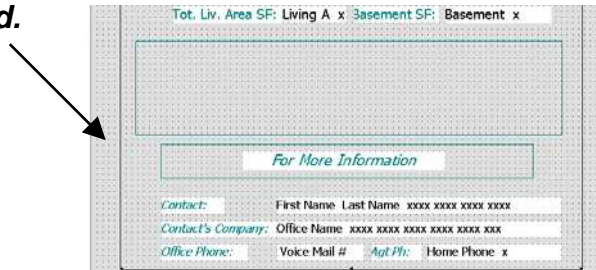 d.
Tot. Liv. Area SF: Living A x Basement SF: Basement x
For More Information
Contact: First Name Last Name xxxx xxxx xxxx xxxx
Contact's Company: Office Name xxxx xxxx xxxx xxxx xxxx xxx
Office Phone: Voice Mail # Agt Ph: Home Phone x